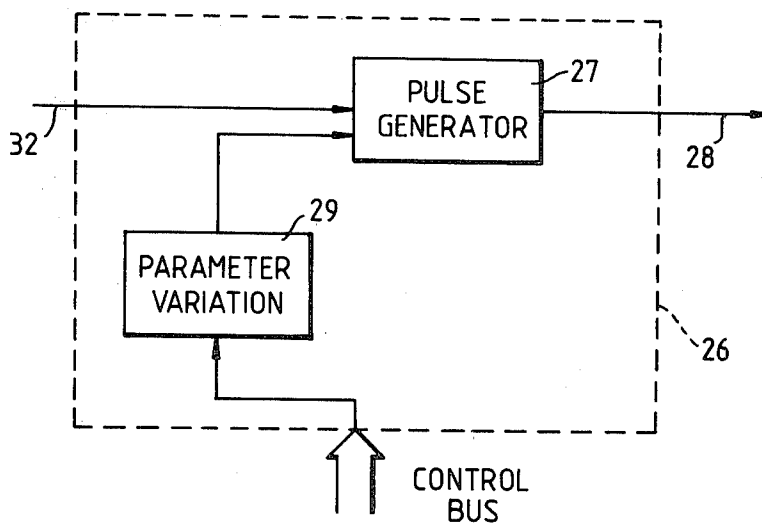 27
PULSE
GENERATOR
32
28
29
PARAMETER
VARIATION
26
CONTROL
BUS